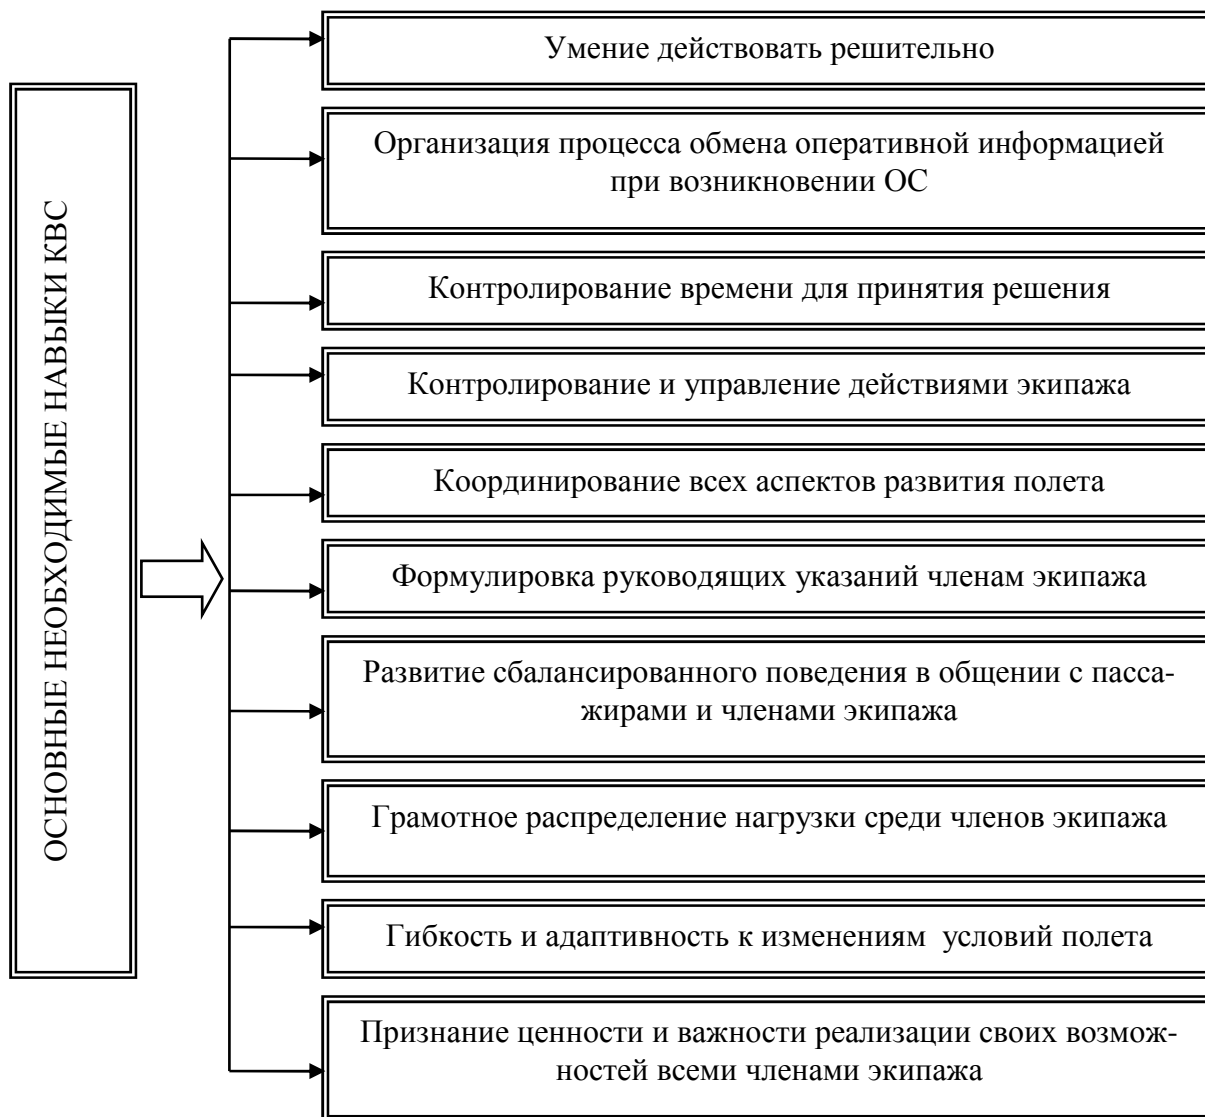 ОСНОВНЫЕ НЕОБХОДИМЫЕ НАВЫКИ КВС
Умение действовать решительно
Организация процесса обмена оперативной информацией
при возникновении ОС
Контролирование времени для принятия решения
Контролирование и управление действиями экипажа
Координирование всех аспектов развития полета
Формулировка руководящих указаний членам экипажа
Развитие сбалансированного поведения в общении с пасса-
жирами и членами экипажа
Грамотное распределение нагрузки среди членов экипажа
Гибкость и адаптивность к изменениям  условий полета
Признание ценности и важности реализации своих возмож-
ностей всеми членами экипажа